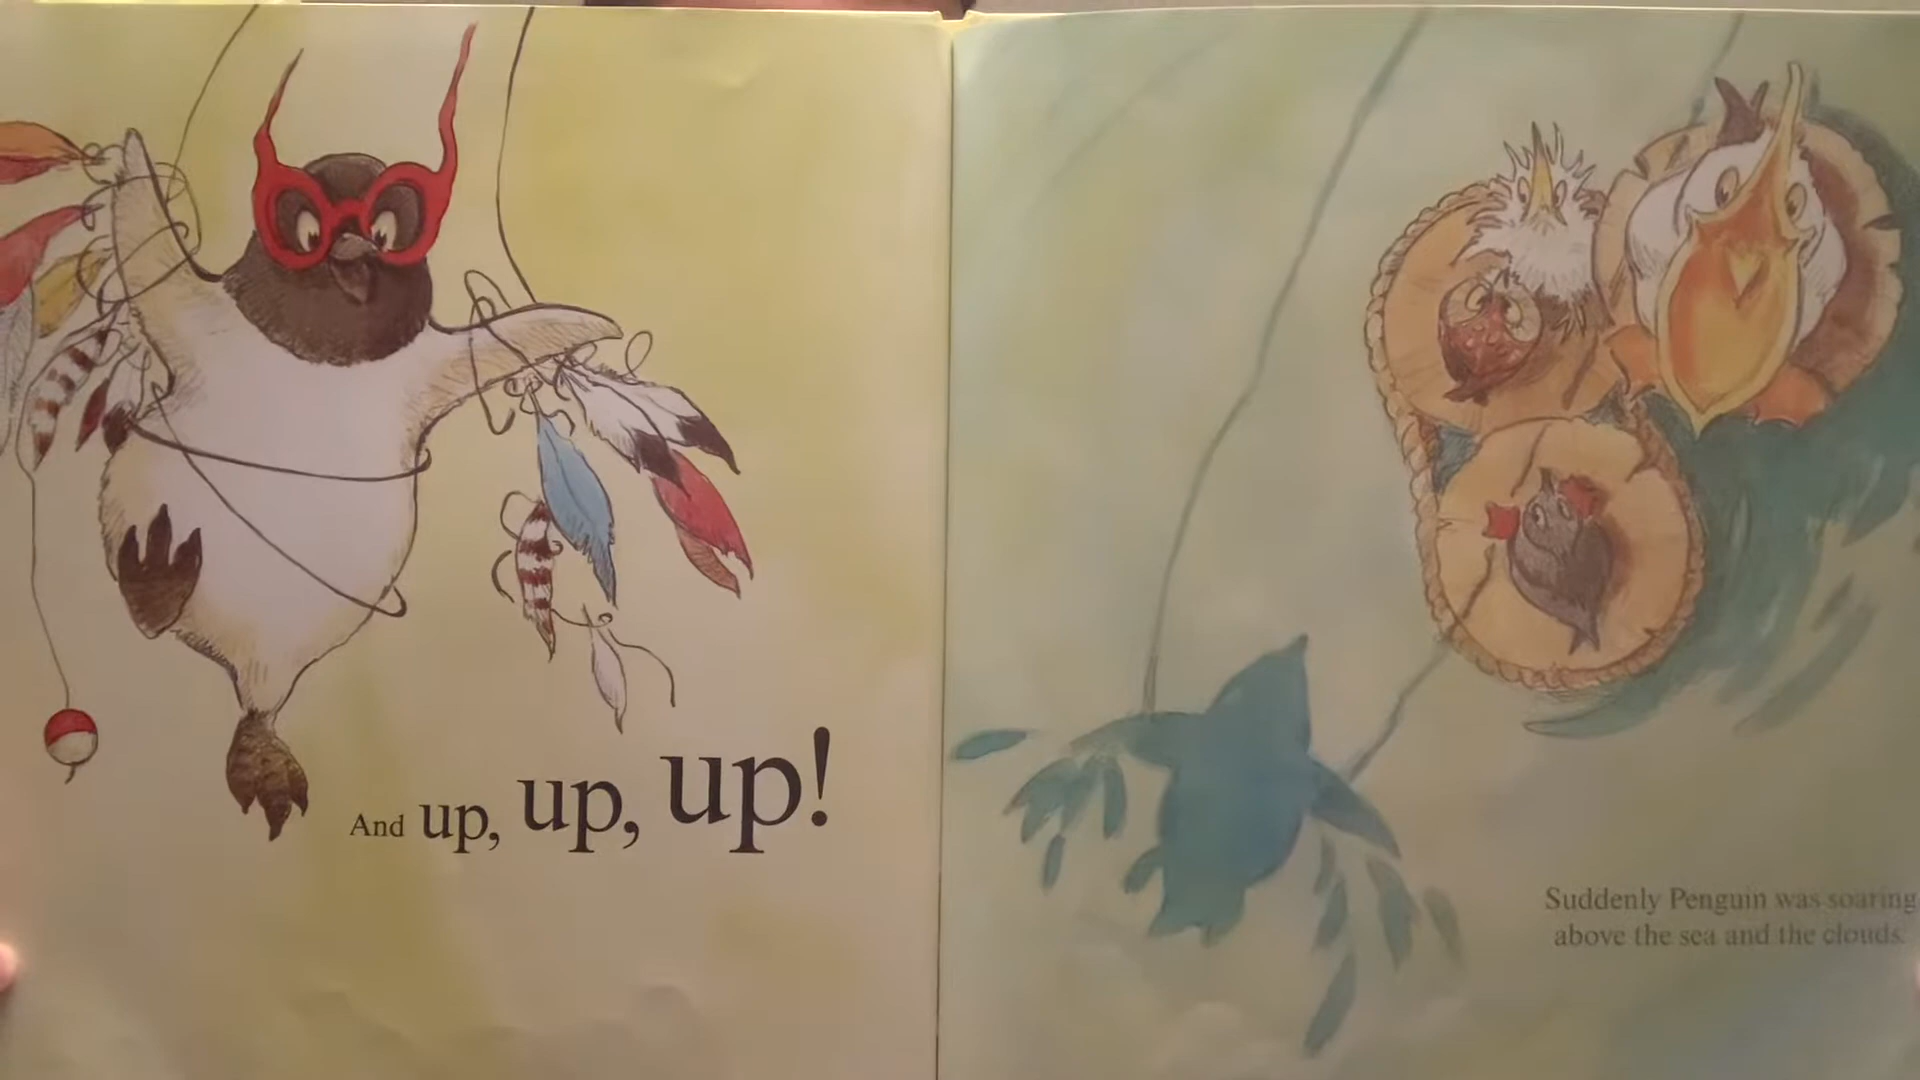 And up, up, up!
Suddenly Penguin was soaring
above the sea and the clouds.